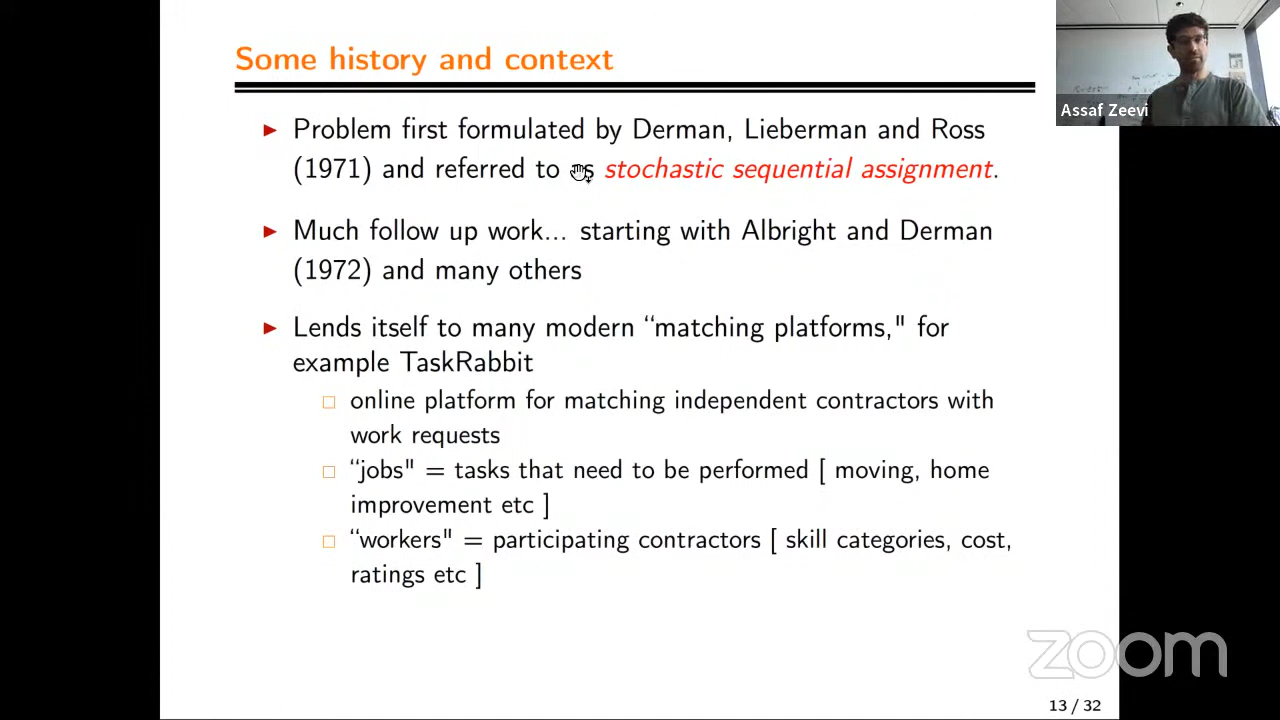 Some history and context
Assaf Zeevi
▶ Problem first formulated by Derman, Lieberman and Ross
(1971) and referred to as stochastic sequential assignment.
▶ Much follow up work... starting with Albright and Derman
(1972) and many others
▶ Lends itself to many modern “matching platforms," for
example TaskRabbit
□ online platform for matching independent contractors with
work requests
□ “jobs" = tasks that need to be performed [ moving, home
improvement etc ]
□ “workers" = participating contractors [ skill categories, cost,
ratings etc ]
zoom
13 / 32